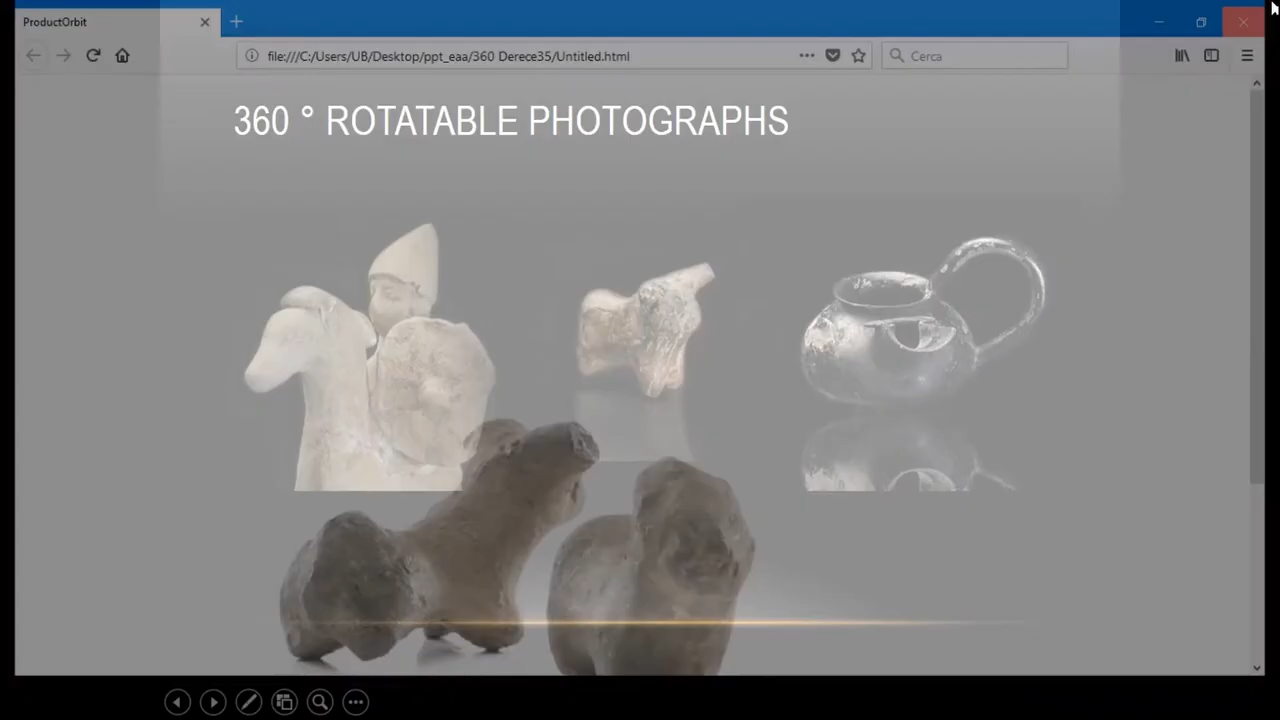 ProductOrbit
file:///C:/Users/UB/Desktop/ppt_eaa/360 Derece35/Untitled.html
Cerca
360 ° ROTATABLE PHOTOGRAPHS